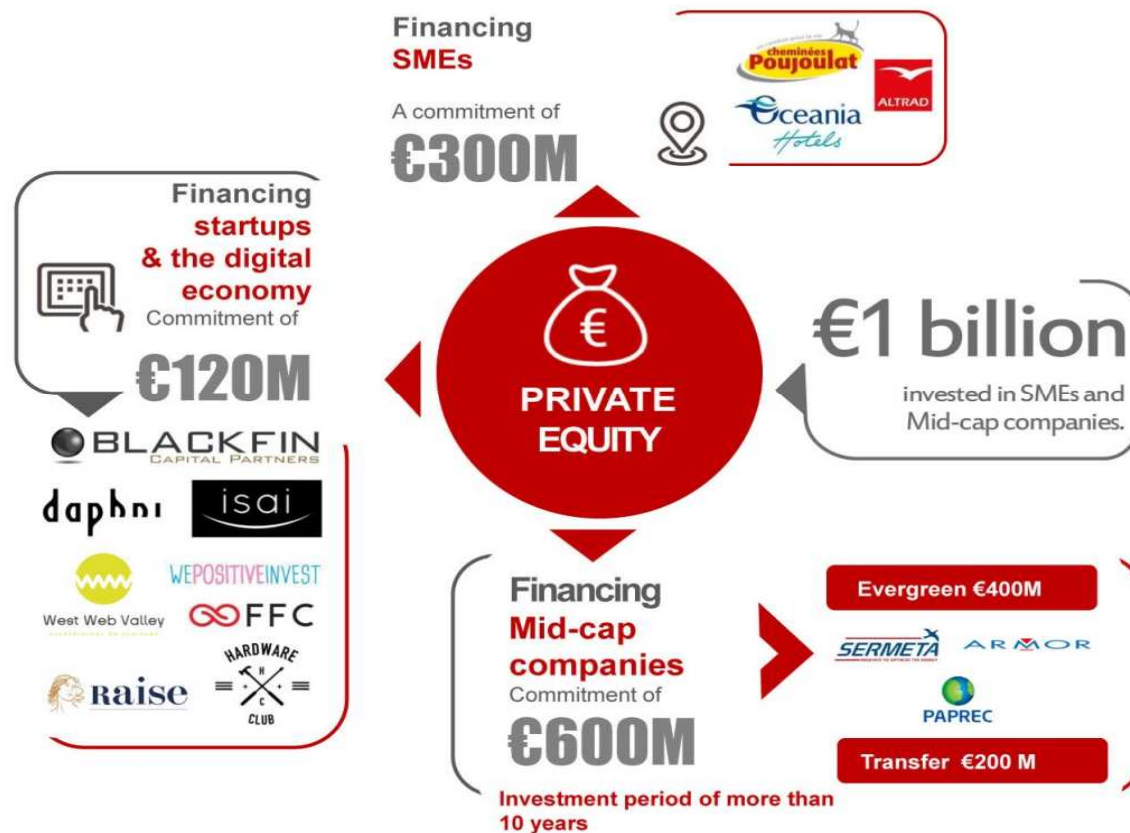 Financing
SMEs
A commitment of
€300M
cheminées
Poujoulat
ALTRAD
Oceania
Hotels
Financing
startups
& the digital
economy
Commitment of
€120M
€
PRIVATE
EQUITY
€1 billion
invested in SMEs and
Mid-cap companies.
BLACKFIN
CAPITAL PARTNERS
daphni
isai
West Web Valley
WEPOSITIVEINVEST
FFC
Raise
HARDWARE
H
C
CLUB
Financing
Mid-cap
companies
Commitment of
€600M
Investment period of more than
10 years
Evergreen €400M
SERMETA
ARMOR
PAPREC
Transfer €200 M